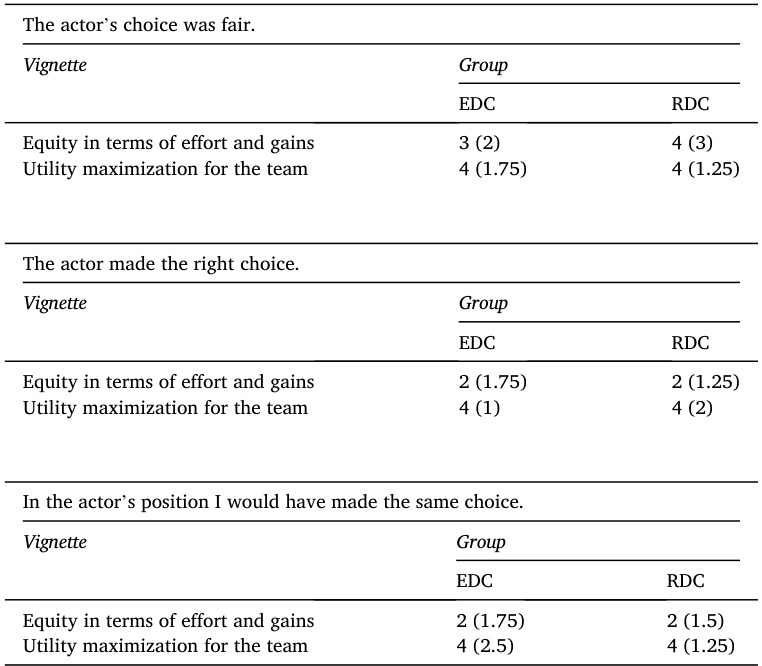 The actor’s choice was fair.
Vignette Group
EDC RDC
Equity in terms of effort and gains 3 (2) 4 (3)
Utility maximization for the team 4 (1.75) 4 (1.25)
The actor made the right choice.
Vignette Group
EDC RDC
Equity in terms of effort and gains 2 (1.75) 2 (1.25)
Utility maximization for the team 4 (1) 4 (2)
In the actor’s position I would have made the same choice.
Vignette Group
EDC RDC
Equity in terms of effort and gains 2 (1.75) 2 (1.5)
Utility maximization for the team 4 (2.5) 4 (1.25)